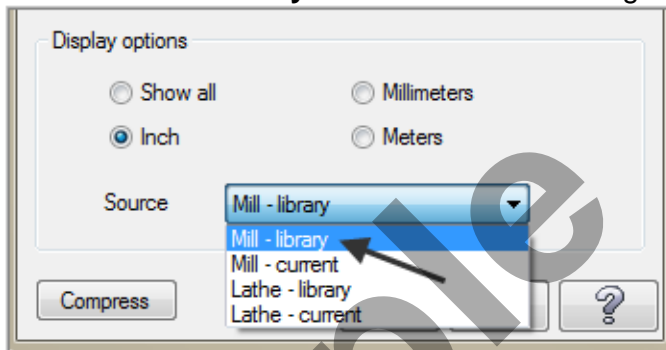 Display options
Show all
Millimeters
Inch
Meters
Source
Mill - library
Mill - library
Mill - current
Lathe - library
Lathe - current
Compress
?